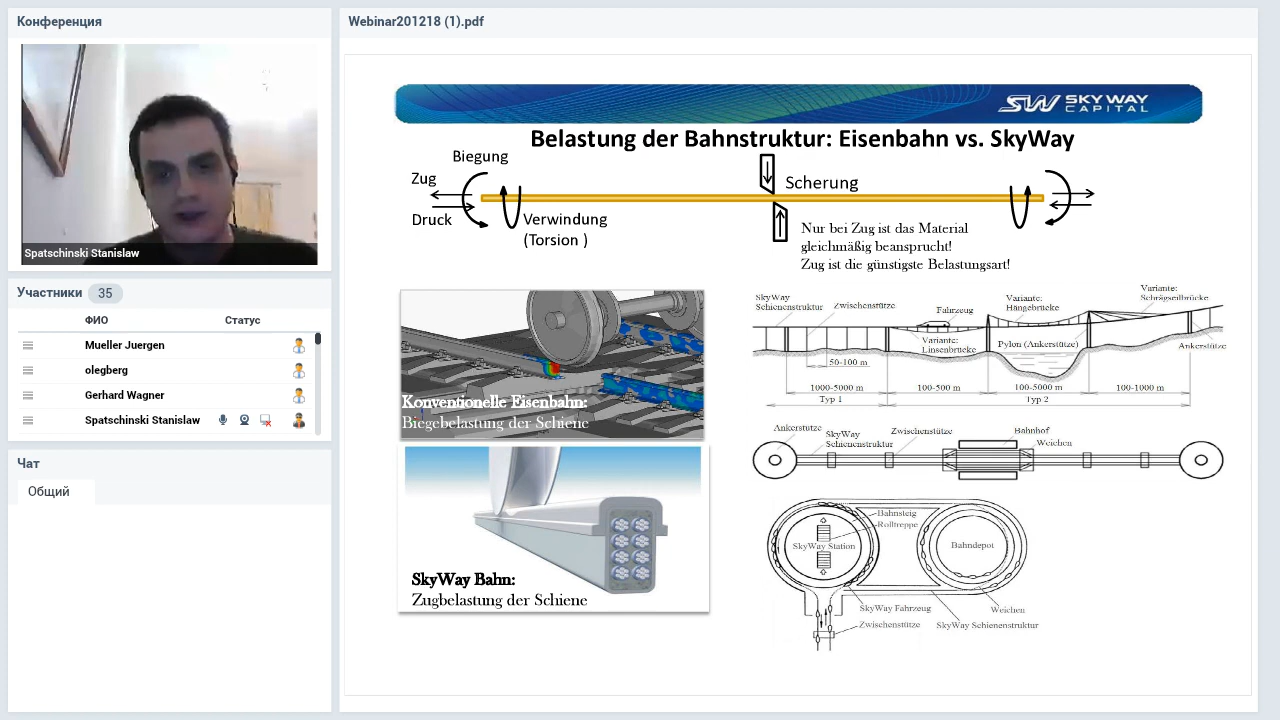 Конференция
Spatschinski Stanislaw
Участники 35
ФИО Статус
Mueller Juergen
olegberg
Gerhard Wagner
Spatschinski Stanislaw
Чат
Общий
Webinar201218 (1).pdf
SW SKY WAY
CAPITAL
Belastung der Bahnstruktur: Eisenbahn vs. SkyWay
Biegung
Zug
Druck
Verwindung
(Torsion )
Scherung
Nur bei Zug ist das Material
gleichmäßig beansprucht!
Zug ist die günstigste Belastungsart!
Konventionelle Eisenbahn:
Biegebelastung der Schiene
SkyWay Bahn:
Zugbelastung der Schiene
SkyWay
Schienenstruktur
Zwischenstütze
Fahrzeug
Variante:
Hängebrücke
Variante:
Schrägseilbrücke
Variante:
Linsenbrücke
Pylon (Ankerstütze)
Ankerstütze
50-100 m
1000-5000 m
100-500 m
100-5000 m
100-1000 m
Typ 1
Typ 2
Ankerstütze
SkyWay
Schienenstruktur
Zwischenstütze
Bahnhof
Weichen
Bahnsteig
Rolltreppe
SkyWay Station
Bahndepot
SkyWay Fahrzeug
Weichen
Zwischenstütze
SkyWay Schienenstruktur